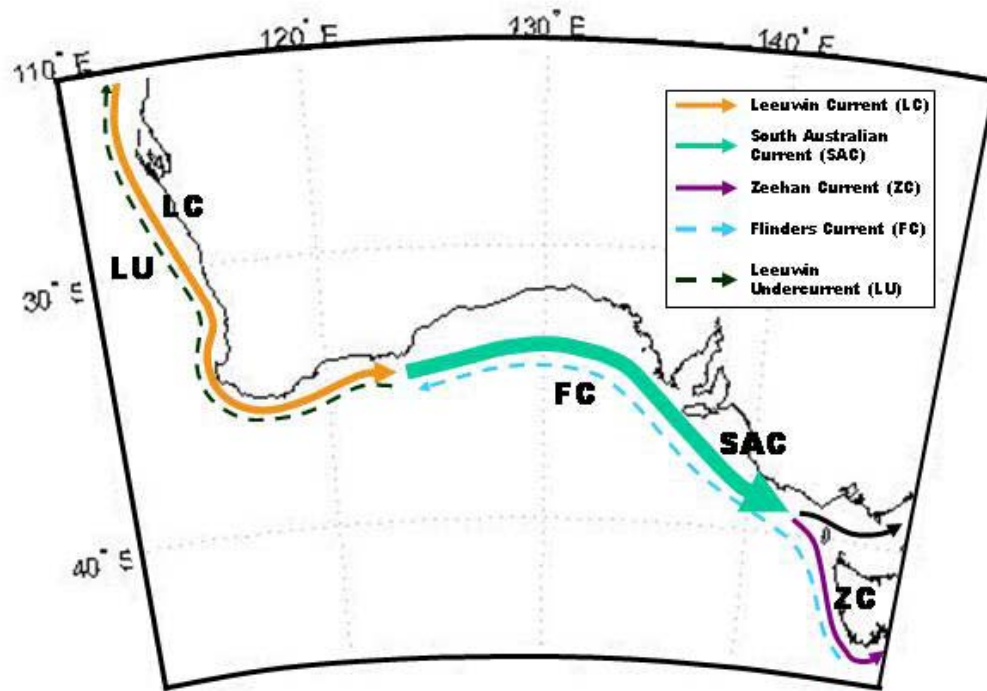 110° E
120° E
130° E
140° E
Leeuwin Current (LC)
South Australian
Current (SAC)
Zeehan Current (ZC)
Flinders Current (FC)
Leeuwin
Undercurrent (LU)
LC
LU
30° S
FC
SAC
40° S
ZC